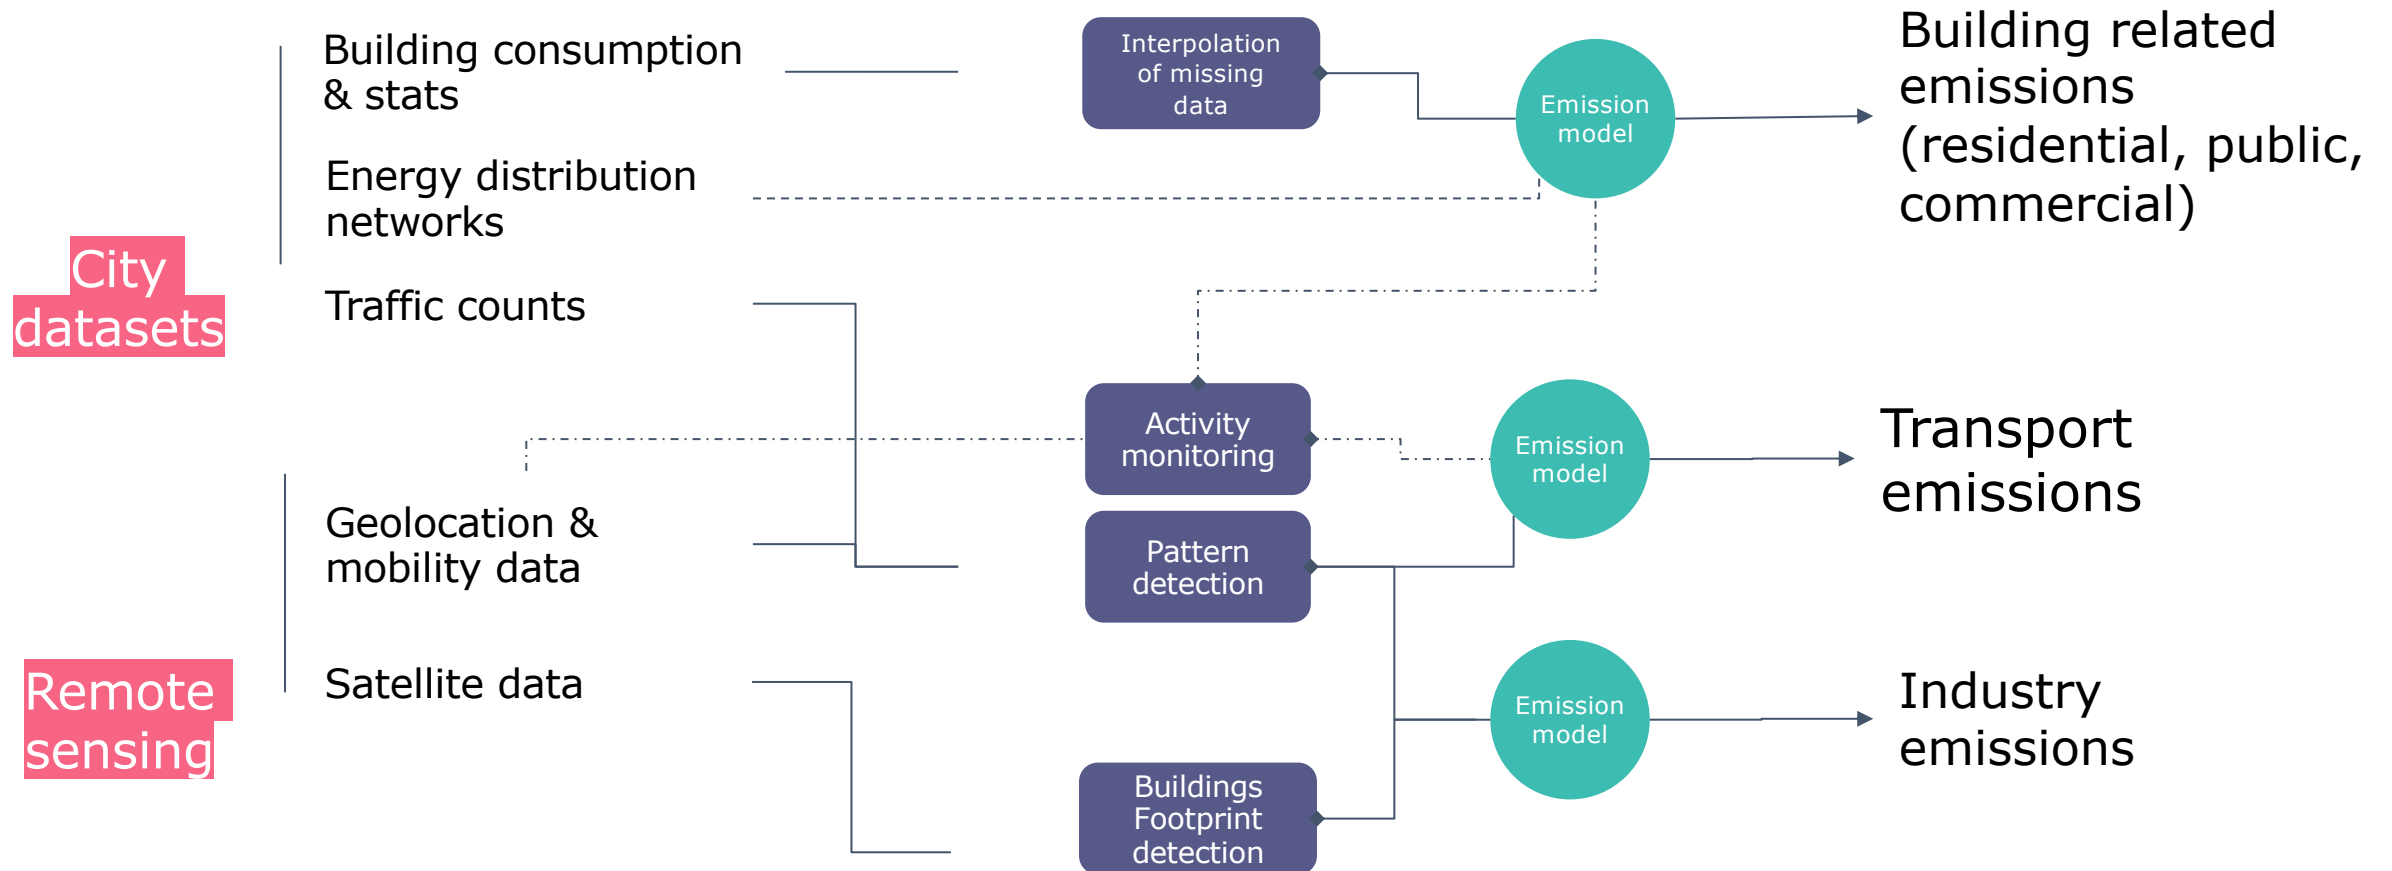 City
datasets
Building consumption
& stats
Energy distribution
networks
Traffic counts
Remote
sensing
Geolocation &
mobility data
Satellite data
Interpolation
of missing
data
Activity
monitoring
Pattern
detection
Buildings
Footprint
detection
Emission
model
Emission
model
Emission
model
Building related
emissions
(residential, public,
commercial)
Transport
emissions
Industry
emissions